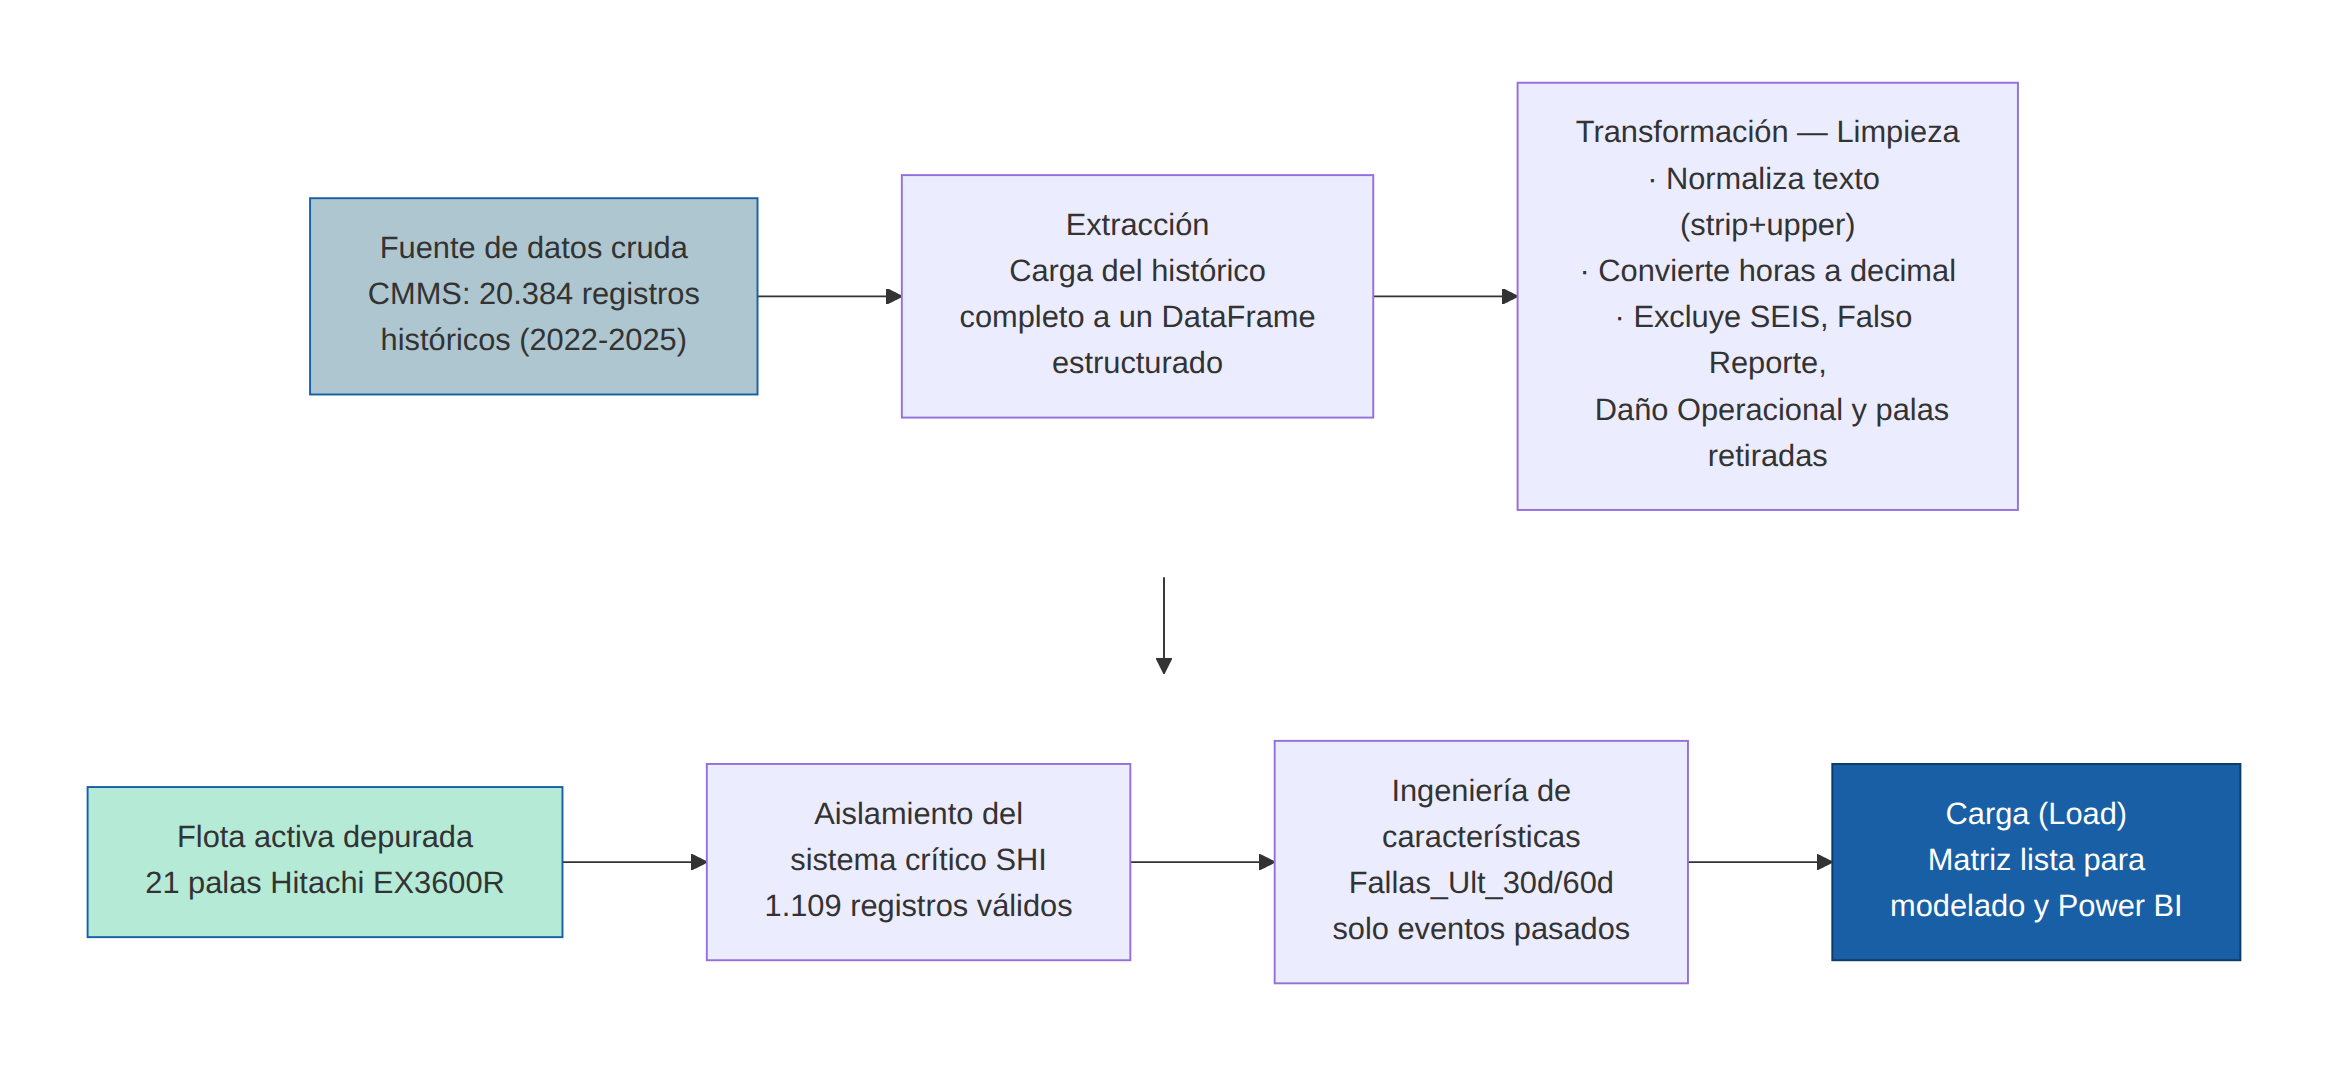 Fuente de datos cruda
CMMS: 20.384 registros
históricos (2022-2025)
Extracción
Carga del histórico
completo a un DataFrame
estructurado
Transformación — Limpieza
· Normaliza texto
(strip+upper)
· Convierte horas a decimal
· Excluye SEIS, Falso
Reporte,
Daño Operacional y palas
retiradas
Flota activa depurada
21 palas Hitachi EX3600R
Aislamiento del
sistema crítico SHI
1.109 registros válidos
Ingeniería de
características
Fallas_Ult_30d/60d
solo eventos pasados
Carga (Load)
Matriz lista para
modelado y Power BI